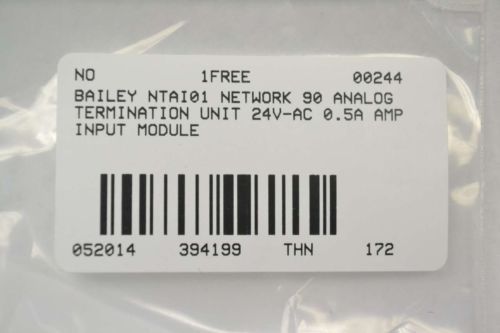 NO 1FREE 00244
BAILEY NTAI01 NETWORK 90 ANALOG
TERMINATION UNIT 24V-AC 0.5A AMP
INPUT MODULE
052014 394199 THN 172